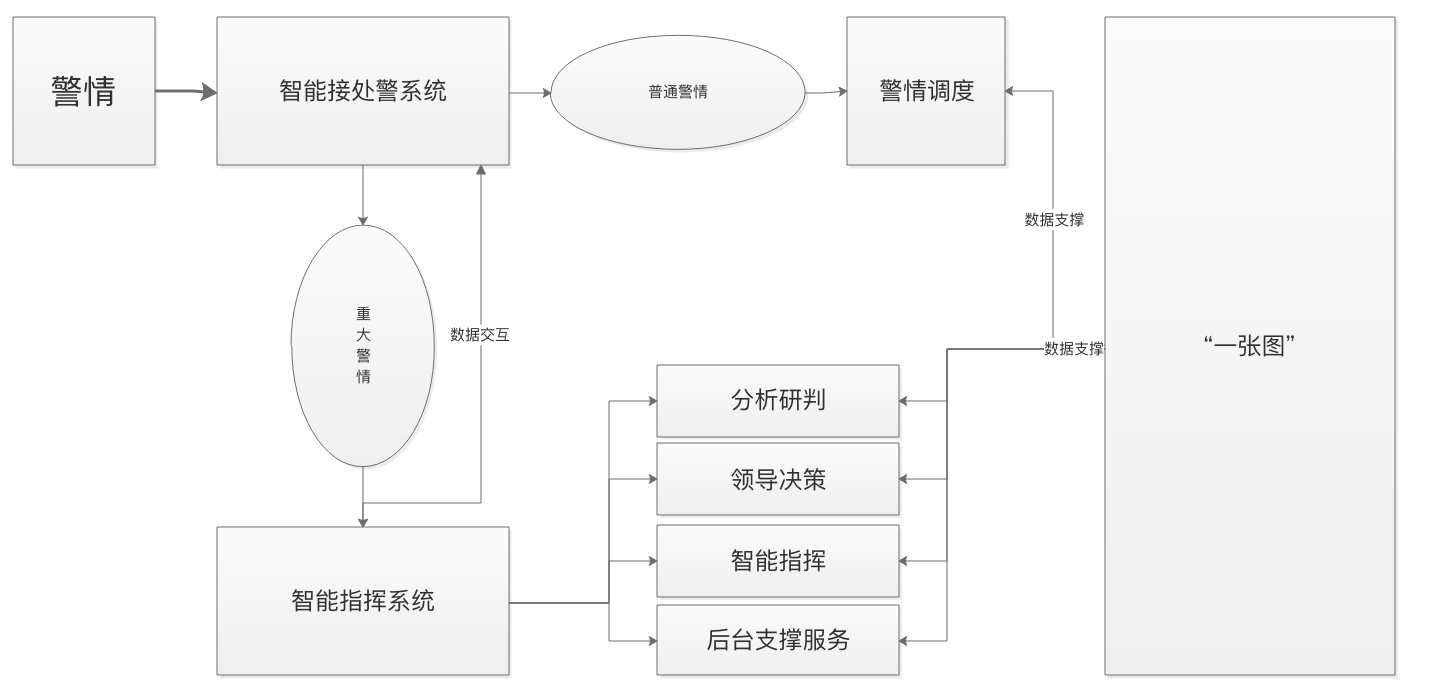 警情
智能接处警系统
普通警情
警情调度
数据支撑
重
大
警
情
数据交互
数据支撑
“一张图”
分析研判
领导决策
智能指挥
智能指挥系统
后台支撑服务